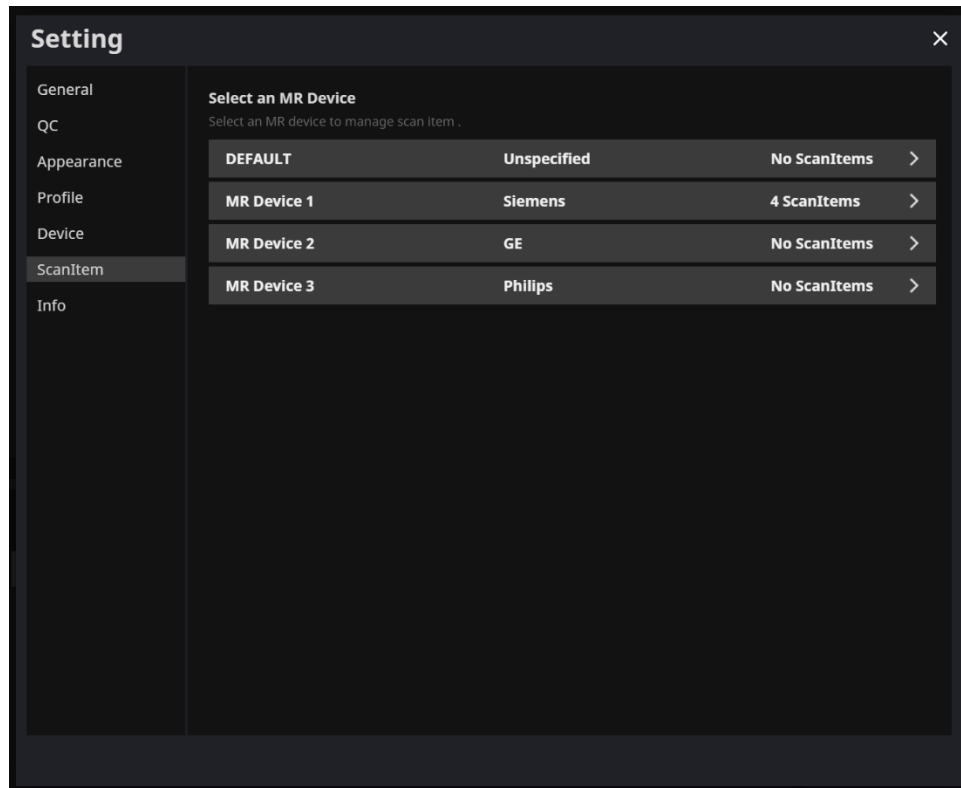 Setting
General
QC
Appearance
Profile
Device
ScanItem
Info
Select an MR Device
Select an MR device to manage scan item .
DEFAULT Unspecified No ScanItems
MR Device 1 Siemens 4 ScanItems
MR Device 2 GE No ScanItems
MR Device 3 Philips No ScanItems